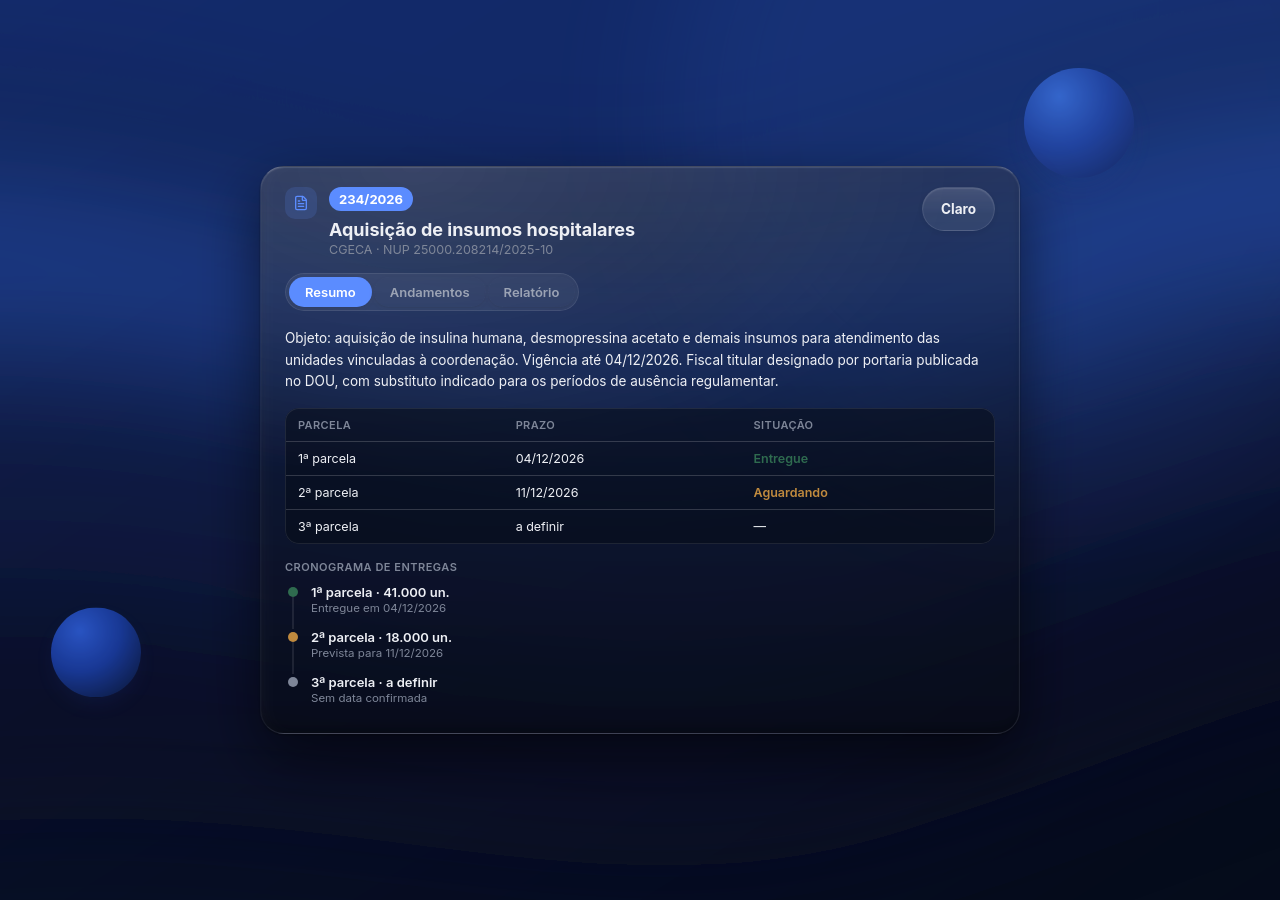 234/2026
Claro
Aquisição de insumos hospitalares
CGECA · NUP 25000.208214/2025-10
Resumo Andamentos Relatório
Objeto: aquisição de insulina humana, desmopressina acetato e demais insumos para atendimento das
unidades vinculadas à coordenação. Vigência até 04/12/2026. Fiscal titular designado por portaria publicada
no DOU, com substituto indicado para os períodos de ausência regulamentar.
PARCELA PRAZO SITUAÇÃO
1ª parcela 04/12/2026 Entregue
2ª parcela 11/12/2026 Aguardando
3ª parcela a definir —
CRONOGRAMA DE ENTREGAS
1ª parcela · 41.000 un.
Entregue em 04/12/2026
2ª parcela · 18.000 un.
Prevista para 11/12/2026
3ª parcela · a definir
Sem data confirmada